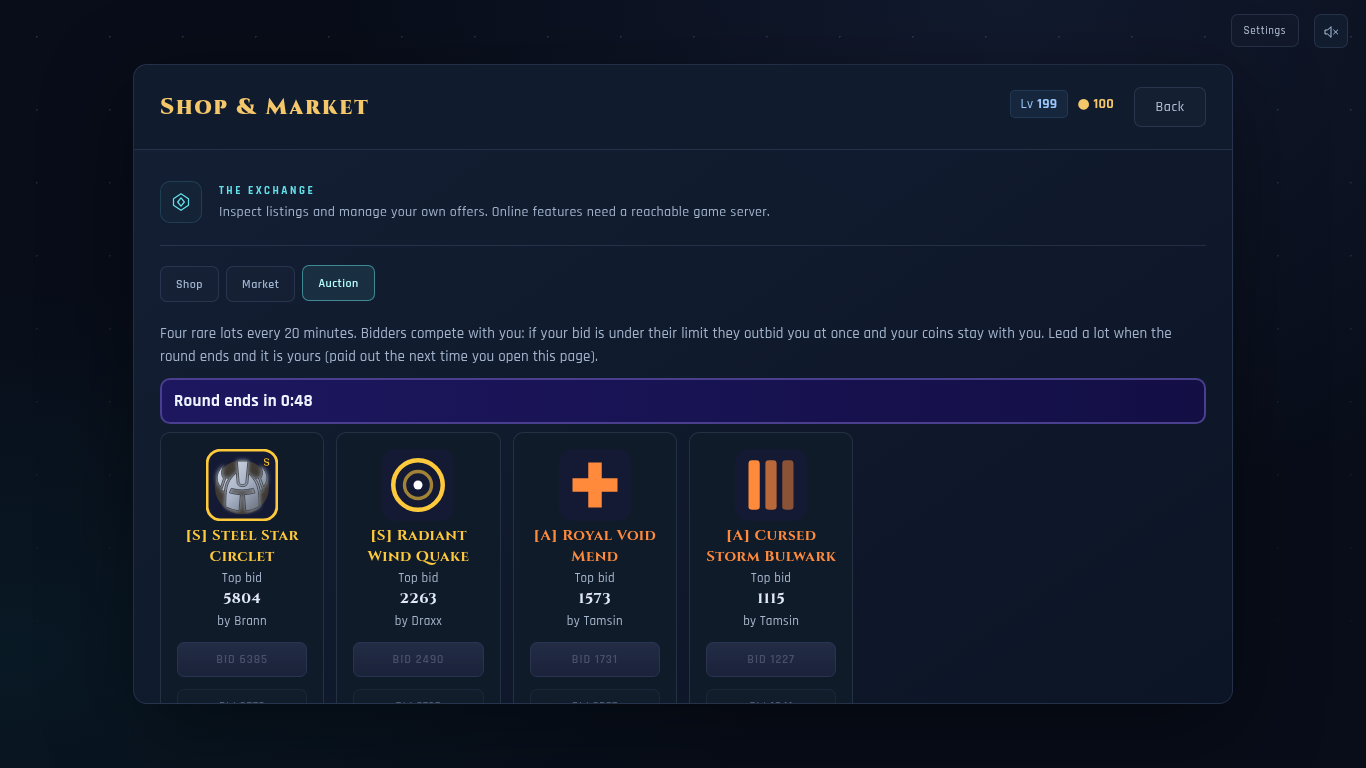 Settings
Shop & Market
Lv 199
100
Back
THE EXCHANGE
Inspect listings and manage your own offers. Online features need a reachable game server.
Shop
Market
Auction
Four rare lots every 20 minutes. Bidders compete with you: if your bid is under their limit they outbid you at once and your coins stay with you. Lead a lot when the
round ends and it is yours (paid out the next time you open this page).
Round ends in 0:48
S
[S] Steel Star
Circlet
Top bid
5804
by Brann
BID 6385
[S] Radiant
Wind Quake
Top bid
2263
by Draxx
BID 2490
[A] Royal Void
Mend
Top bid
1573
by Tamsin
BID 1731
[A] Cursed
Storm Bulwark
Top bid
1115
by Tamsin
BID 1227